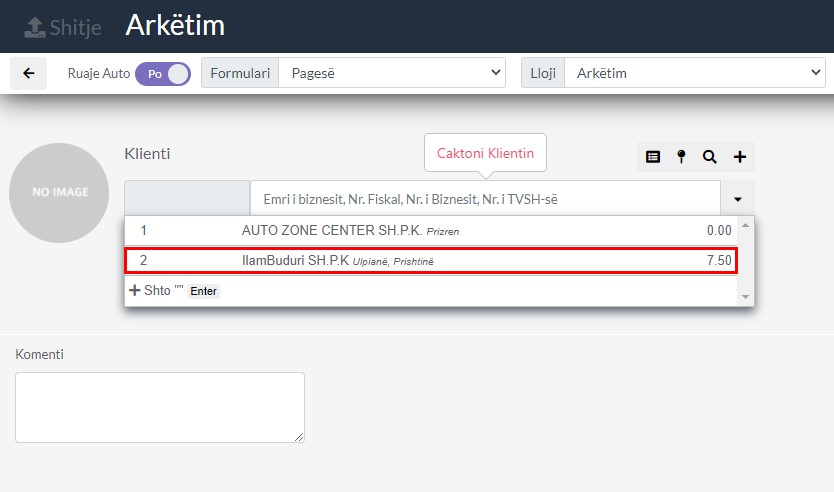 Shitje Arkëtim
Ruaje Auto Po Formulari Pagesë Lloji Arkëtim
Klienti Caktoni Klientin
NO IMAGE
Emri i biznesit, Nr. Fiskal, Nr. i Biznesit, Nr. i TVSH-së
1 AUTO ZONE CENTER SH.P.K. Prizren 0.00
2 IlamBuduri SH.P.K Ulpianë, Prishtinë 7.50
+ Shto "" Enter
Komenti